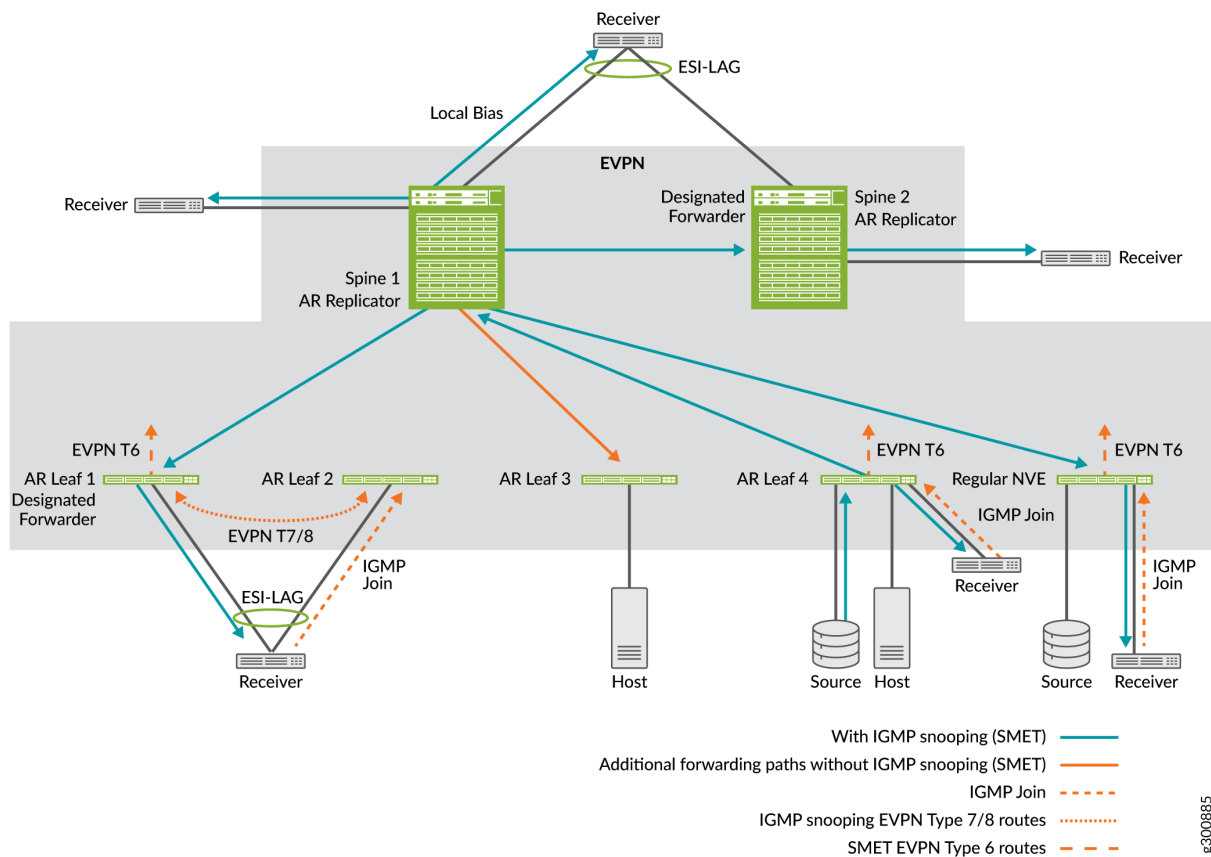 Receiver
ESI-LAG
Local Bias
EVPN
Receiver
Designated
Forwarder
Spine 2
AR Replicator
Receiver
Spine 1
AR Replicator
EVPN T6
EVPN T6
EVPN T6
AR Leaf 1
Designated
Forwarder
AR Leaf 2
AR Leaf 3
AR Leaf 4
Regular NVE
EVPN T7/8
IGMP
Join
IGMP Join
IGMP
Join
Receiver
ESI-LAG
Receiver
Host
Source
Host
Source
Receiver
With IGMP snooping (SMET)
Additional forwarding paths without IGMP snooping (SMET)
IGMP Join
IGMP snooping EVPN Type 7/8 routes
SMET EVPN Type 6 routes
g300885